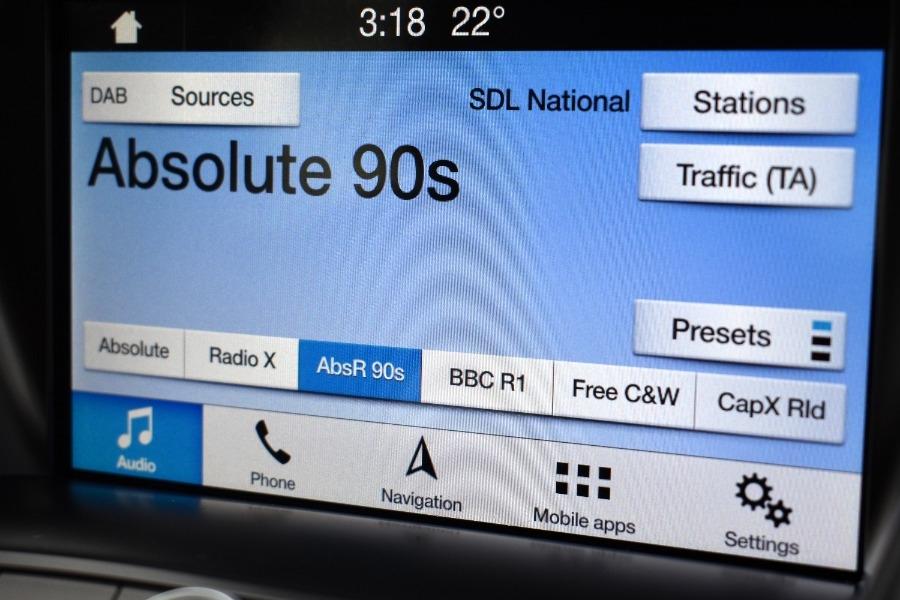 3:18 22°
DAB Sources SDL National Stations
Absolute 90s
Traffic (TA)
Presets
Absolute Radio X AbsR 90s BBC R1 Free C&W CapX Rld
Audio Phone Navigation Mobile apps Settings